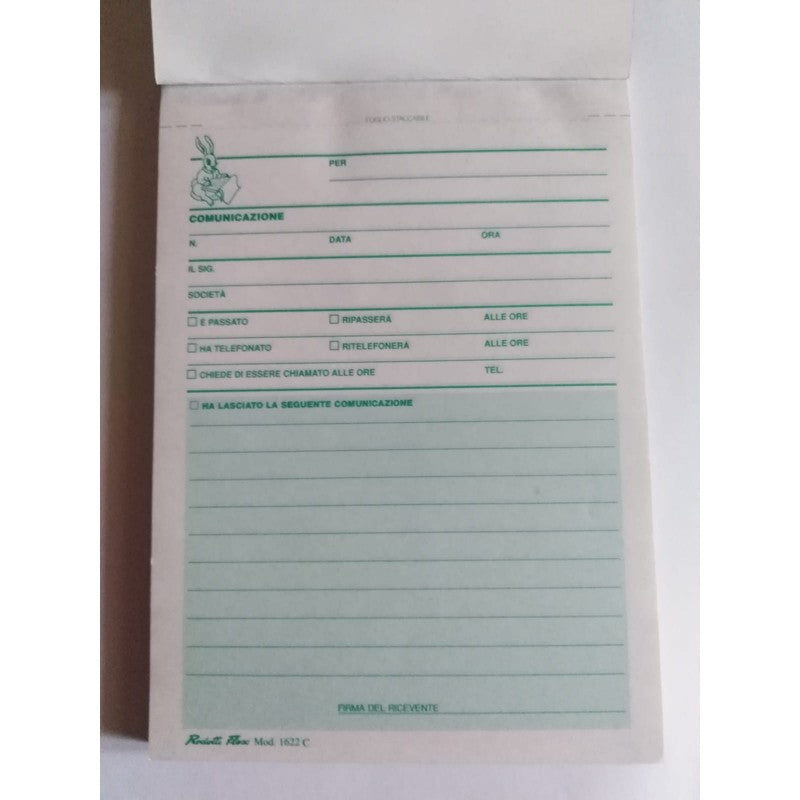 FOGLIO STACCABILE
PER
COMUNICAZIONE
N. DATA ORA
IL SIG.
SOCIETÀ
È PASSATO RIPASSERÀ ALLE ORE
HA TELEFONATO RITELEFONERÀ ALLE ORE
CHIEDE DI ESSERE CHIAMATO ALLE ORE TEL.
HA LASCIATO LA SEGUENTE COMUNICAZIONE
FIRMA DEL RICEVENTE
Mod. 1622 C